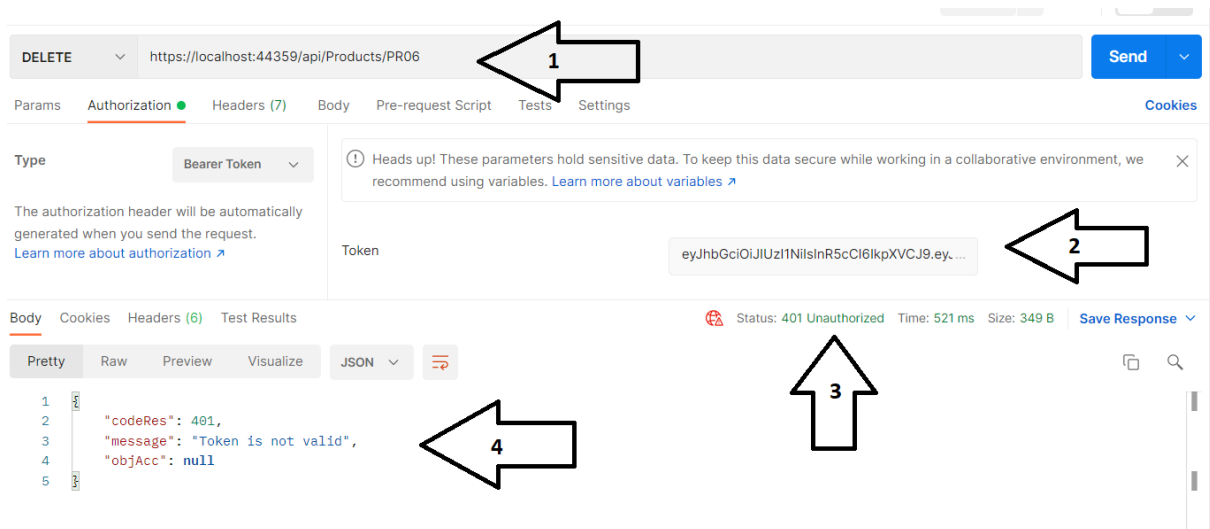 DELETE https://localhost:44359/api/Products/PR06 1 Send
Params Authorization Headers (7) Body Pre-request Script Tests Settings Cookies
Type Bearer Token
Heads up! These parameters hold sensitive data. To keep this data secure while working in a collaborative environment, we
recommend using variables. Learn more about variables ↗
The authorization header will be automatically
generated when you send the request.
Learn more about authorization ↗
Token eyJhbGciOiJIUzI1NiIsInR5cCI6IkpXVCJ9.eyJ... 2
Body Cookies Headers (6) Test Results Status: 401 Unauthorized Time: 521 ms Size: 349 B Save Response
Pretty Raw Preview Visualize JSON
3
1 {
2 "codeRes": 401,
3 "message": "Token is not valid",
4 "objAcc": null
5 }
4